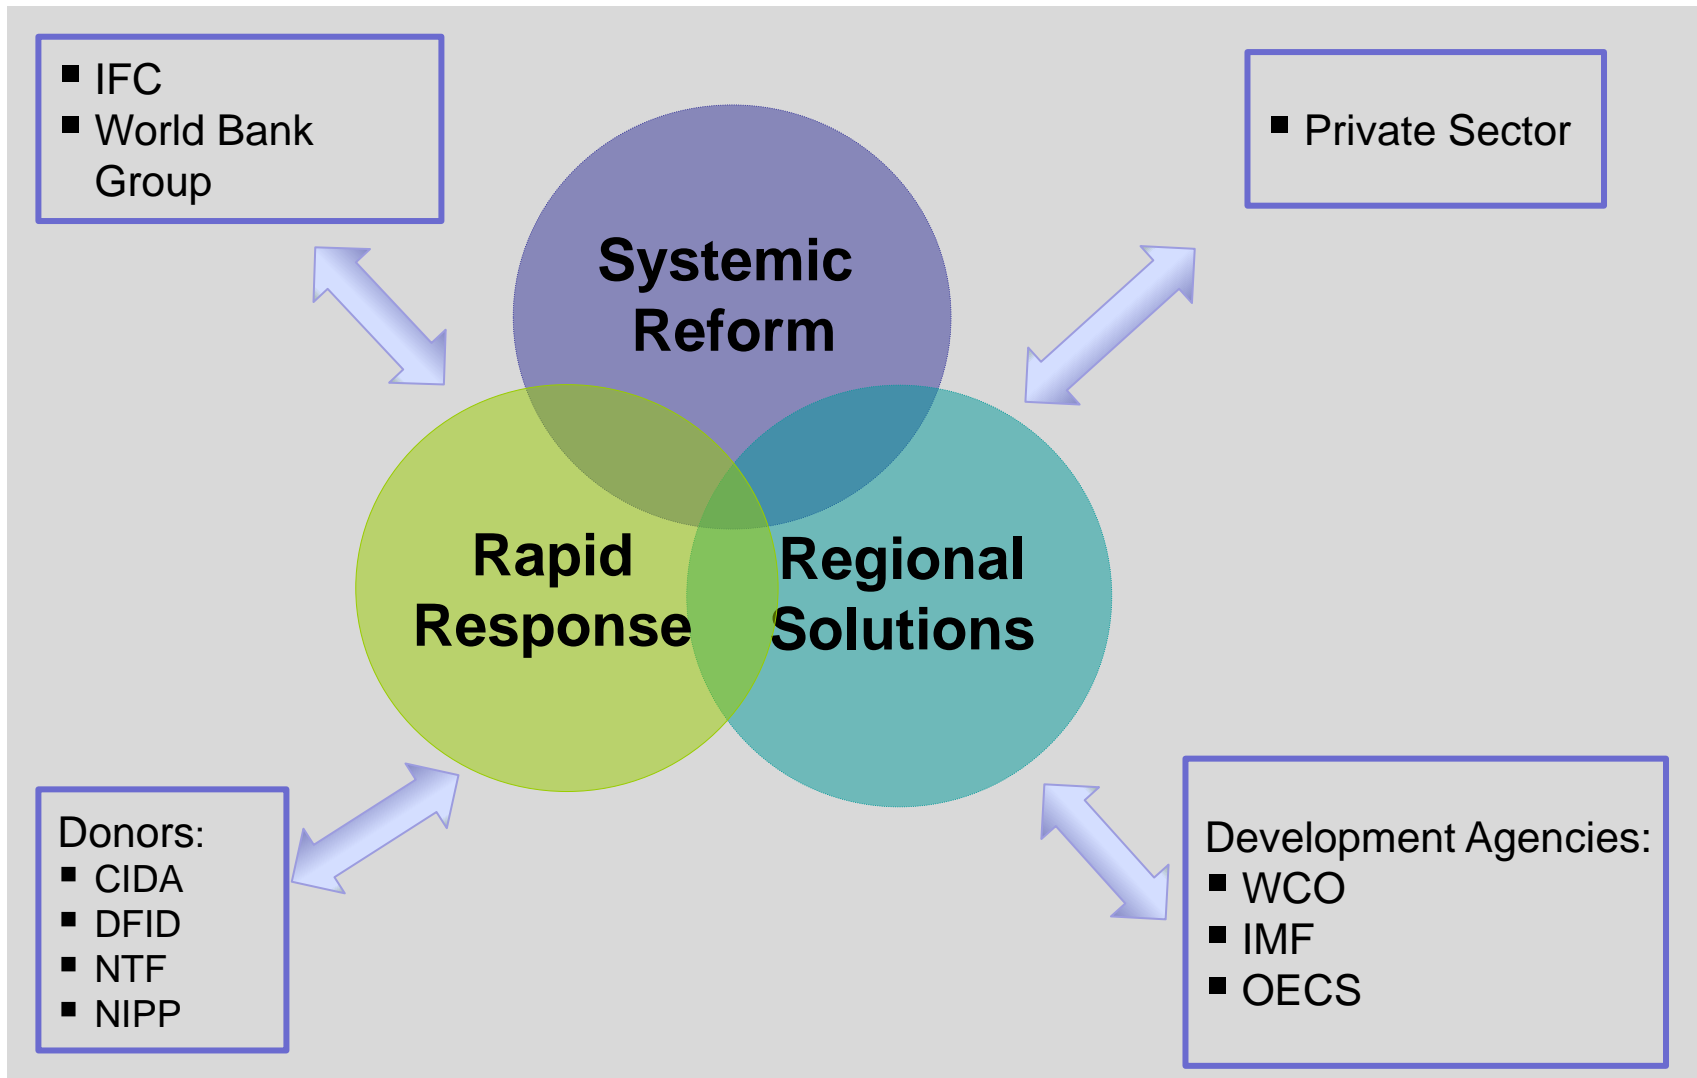 ▪ IFC
▪ World Bank
Group
▪ Private Sector
Systemic
Reform
Rapid
Response
Regional
Solutions
Donors:
▪ CIDA
▪ DFID
▪ NTF
▪ NIPP
Development Agencies:
▪ WCO
▪ IMF
▪ OECS